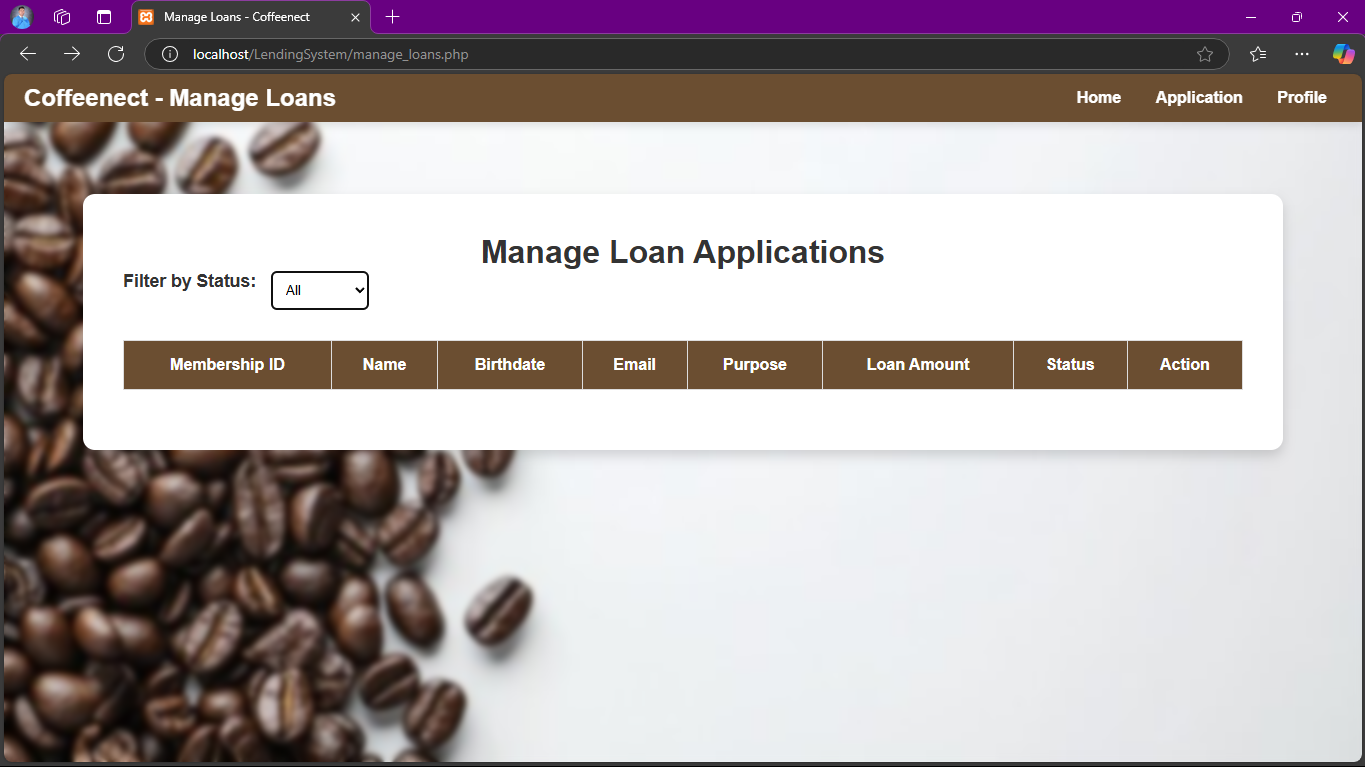 Manage Loans - Coffeenect
localhost/LendingSystem/manage_loans.php
Coffeenect - Manage Loans
Home Application Profile
Manage Loan Applications
Filter by Status: All
Membership ID Name Birthdate Email Purpose Loan Amount Status Action